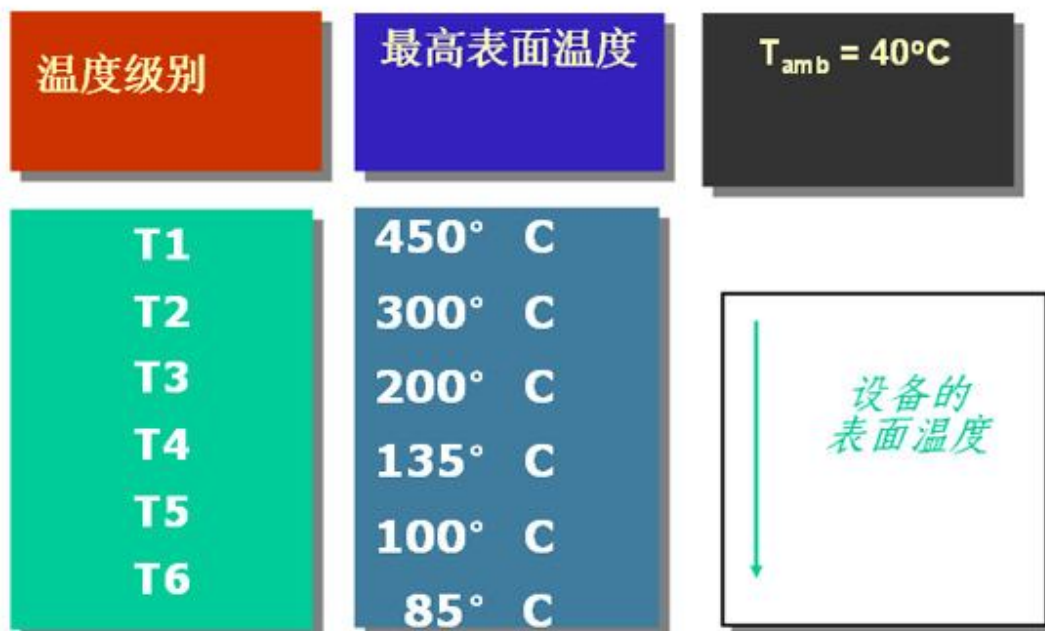 温度级别
最高表面温度
Tamb = 40°C
T1
T2
T3
T4
T5
T6
450° C
300° C
200° C
135° C
100° C
85° C
设备的
表面温度